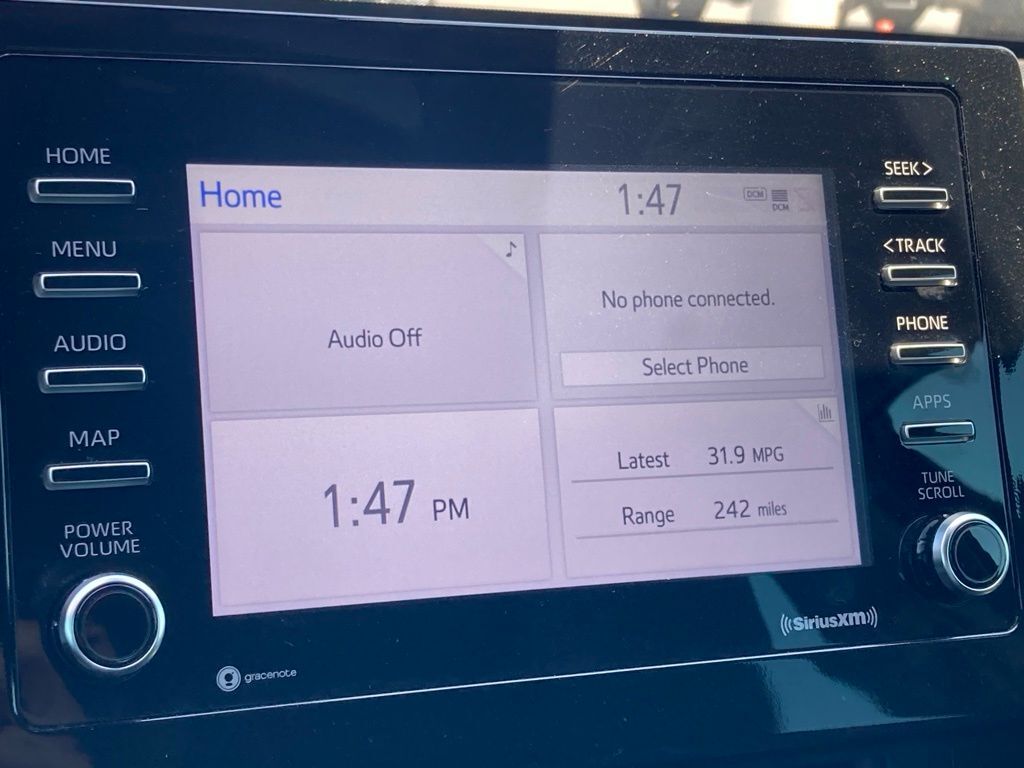 HOME
MENU
AUDIO
MAP
POWER
VOLUME
Home
1:47
DCM
DCM
Audio Off
No phone connected.
Select Phone
1:47 PM
Latest 31.9 MPG
Range 242 miles
SEEK >
< TRACK
PHONE
APPS
TUNE
SCROLL
gracenote
((SiriusXM))